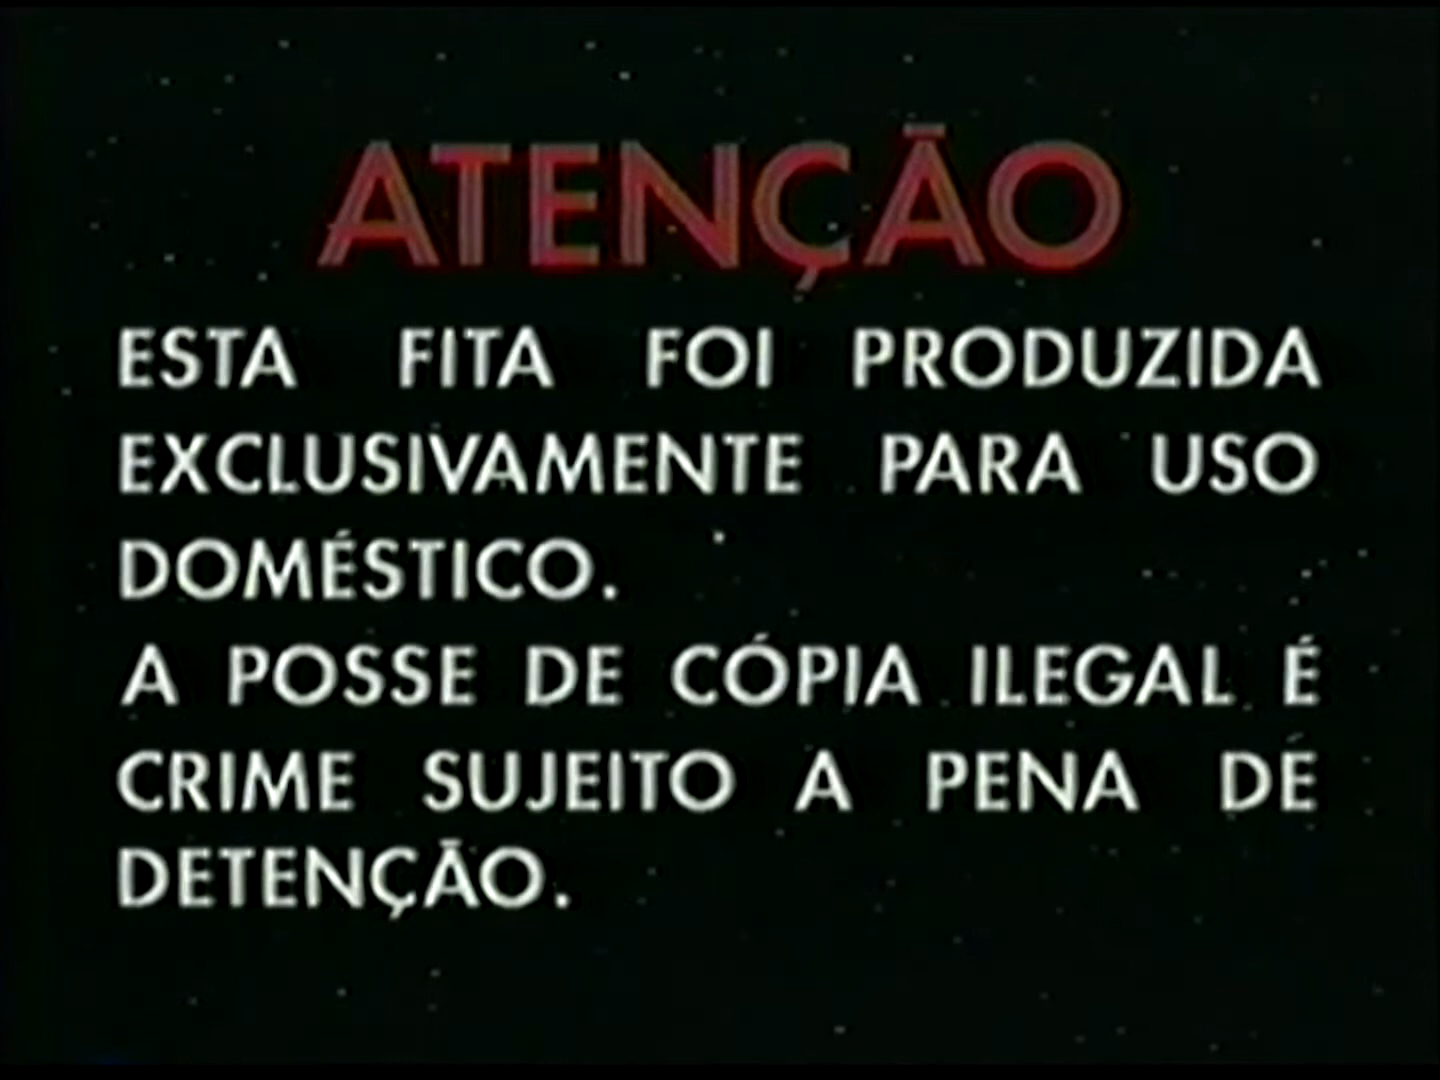 ATENÇÃO
ESTA FITA FOI PRODUZIDA
EXCLUSIVAMENTE PARA USO
DOMÉSTICO.
A POSSE DE CÓPIA ILEGAL É
CRIME SUJEITO A PENA DE
DETENÇÃO.